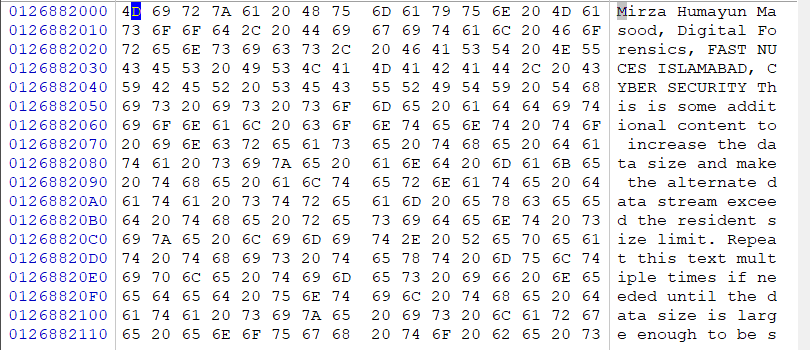 0126882000 4D 69 72 7A 61 20 48 75 6D 61 79 75 6E 20 4D 61 Mirza Humayun Ma
0126882010 73 6F 6F 64 2C 20 44 69 67 69 74 61 6C 20 46 6F sood, Digital Fo
0126882020 72 65 6E 73 69 63 73 2C 20 46 41 53 54 20 4E 55 rensics, FAST NU
0126882030 43 45 53 20 49 53 4C 41 4D 41 42 41 44 2C 20 43 CES ISLAMABAD, C
0126882040 59 42 45 52 20 53 45 43 55 52 49 54 59 20 54 68 YBER SECURITY Th
0126882050 69 73 20 69 73 20 73 6F 6D 65 20 61 64 64 69 74 is is some addit
0126882060 69 6F 6E 61 6C 20 63 6F 6E 74 65 6E 74 20 74 6F ional content to
0126882070 20 69 6E 63 72 65 61 73 65 20 74 68 65 20 64 61 increase the da
0126882080 74 61 20 73 69 7A 65 20 61 6E 64 20 6D 61 6B 65 ta size and make
0126882090 20 74 68 65 20 61 6C 74 65 72 6E 61 74 65 20 64 the alternate d
01268820A0 61 74 61 20 73 74 72 65 61 6D 20 65 78 63 65 65 ata stream excee
01268820B0 64 20 74 68 65 20 72 65 73 69 64 65 6E 74 20 73 d the resident s
01268820C0 69 7A 65 20 6C 69 6D 69 74 2E 20 52 65 70 65 61 ize limit. Repea
01268820D0 74 20 74 68 69 73 20 74 65 78 74 20 6D 75 6C 74 t this text mult
01268820E0 69 70 6C 65 20 74 69 6D 65 73 20 69 66 20 6E 65 iple times if ne
01268820F0 65 64 65 64 20 75 6E 74 69 6C 20 74 68 65 20 64 eded until the d
0126882100 61 74 61 20 73 69 7A 65 20 69 73 20 6C 61 72 67 ata size is larg
0126882110 65 20 65 6E 6F 75 67 68 20 74 6F 20 62 65 20 73 e enough to be s